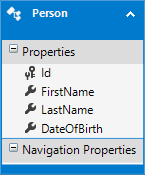 Person
Properties
Id
FirstName
LastName
DateOfBirth
Navigation Properties